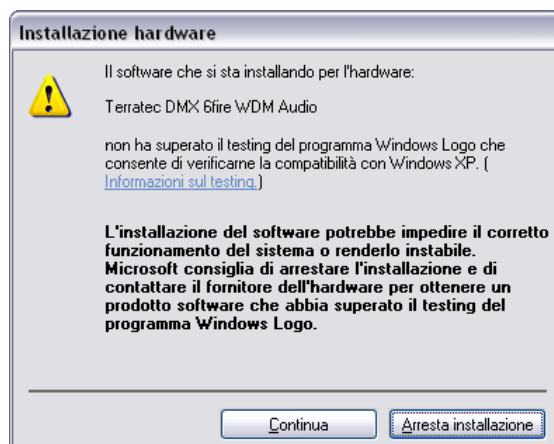 Installazione hardware
Il software che si sta installando per l'hardware:
Terratec DMX 6fire WDM Audio
non ha superato il testing del programma Windows Logo che
consente di verificarne la compatibilità con Windows XP. (
Informazioni sul testing.)
L'installazione del software potrebbe impedire il corretto
funzionamento del sistema o renderlo instabile.
Microsoft consiglia di arrestare l'installazione e di
contattare il fornitore dell'hardware per ottenere un
prodotto software che abbia superato il testing del
programma Windows Logo.
Continua
Arresta installazione